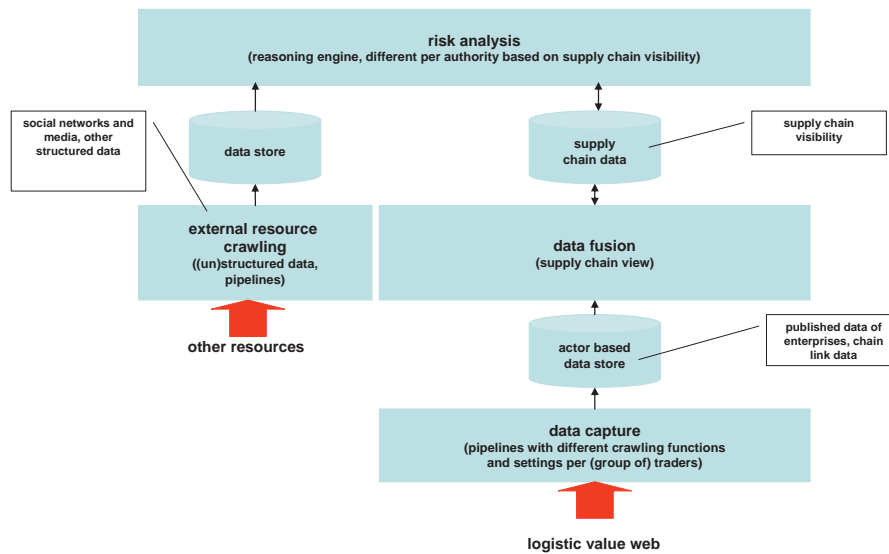 risk analysis
(reasoning engine, different per authority based on supply chain visibility)
social networks and
media, other
structured data
data store
supply
chain data
supply chain
visibility
external resource
crawling
((un)structured data,
pipelines)
data fusion
(supply chain view)
other resources
actor based
data store
published data of
enterprises, chain
link data
data capture
(pipelines with different crawling functions
and settings per (group of) traders)
logistic value web